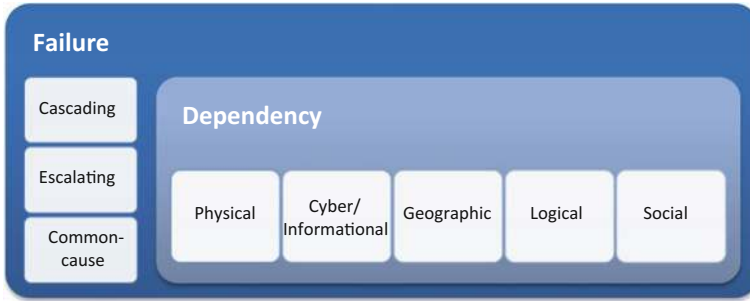 Failure
Cascading
Escalating
Common-
cause
Dependency
Physical
Cyber/
Informational
Geographic
Logical
Social